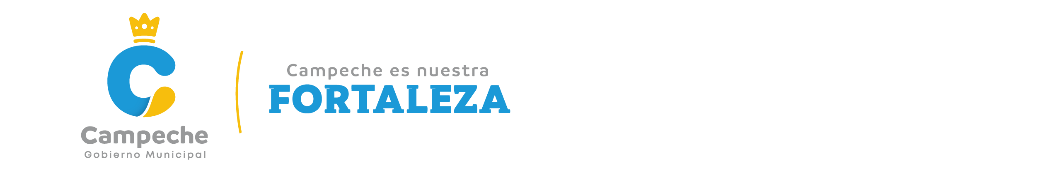 Campeche
Gobierno Municipal
Campeche es nuestra
FORTALEZA